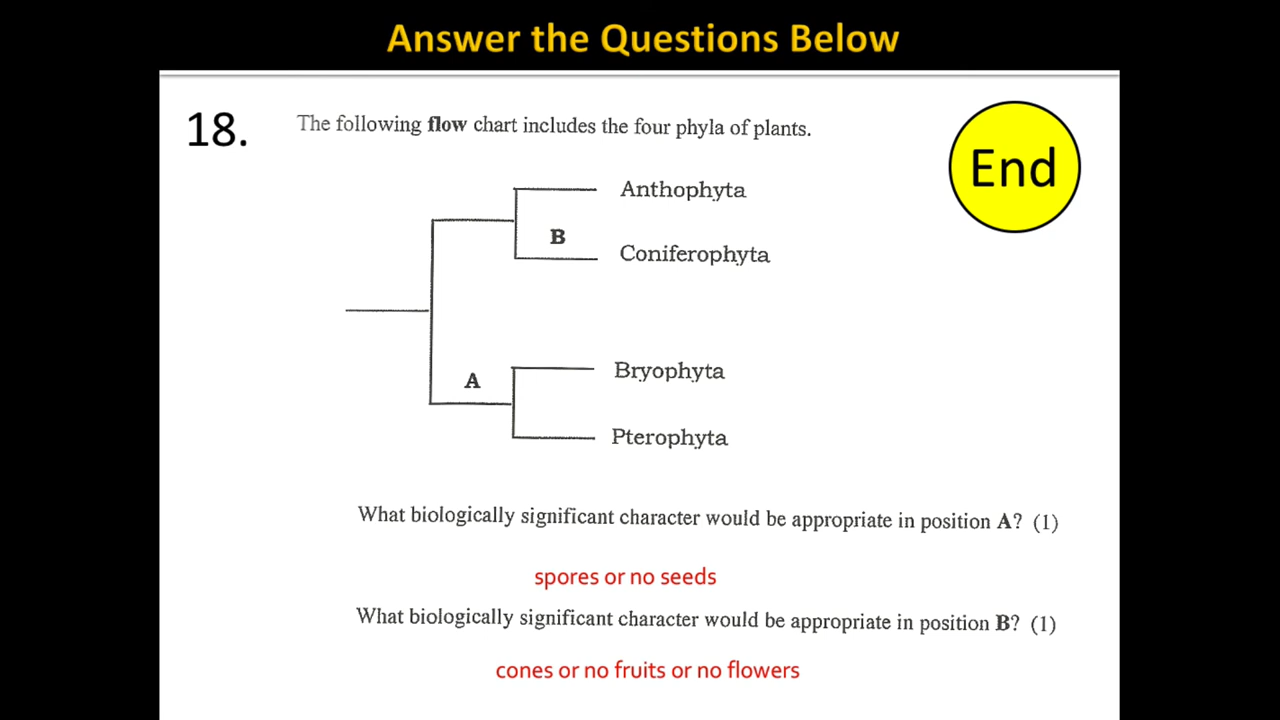 Answer the Questions Below
18.
The following flow chart includes the four phyla of plants.
End
Anthophyta
B
Coniferophyta
Bryophyta
A
Pterophyta
What biologically significant character would be appropriate in position A? (1)
spores or no seeds
What biologically significant character would be appropriate in position B? (1)
cones or no fruits or no flowers